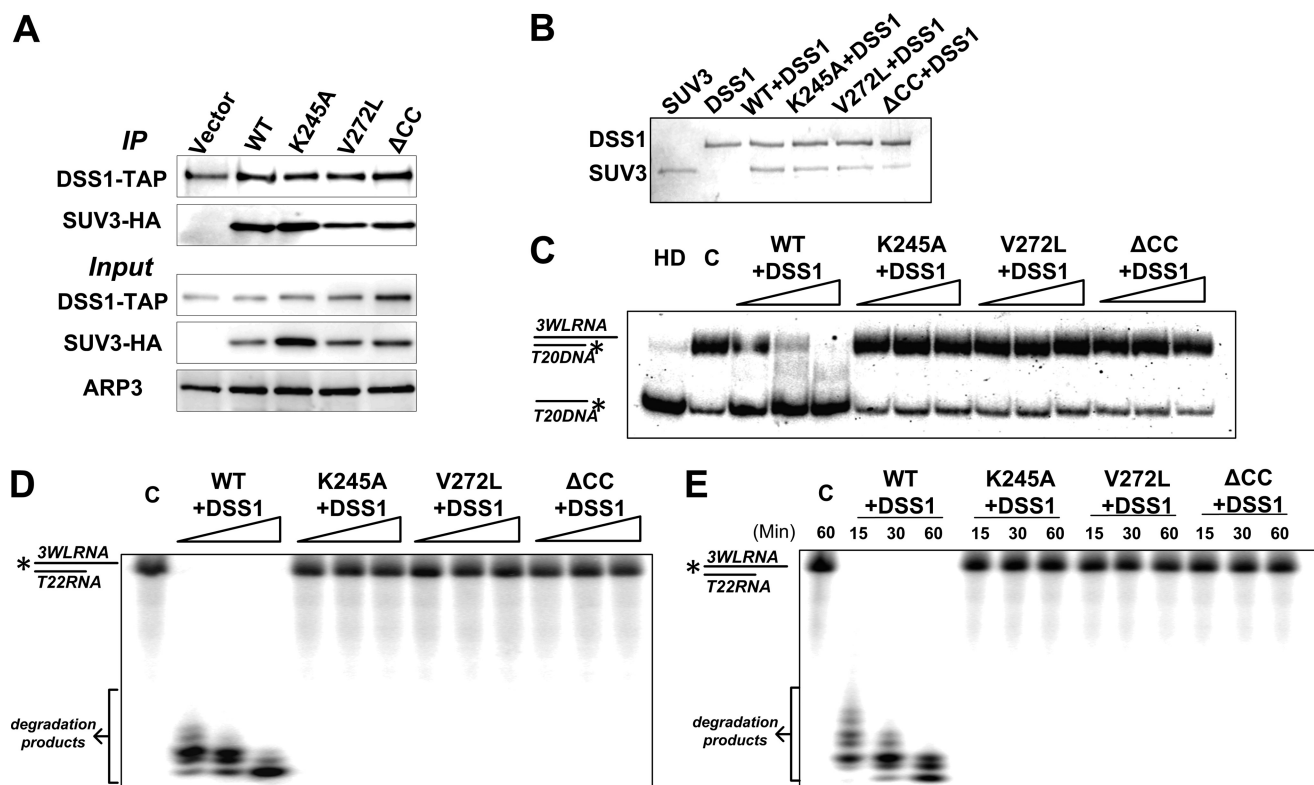 A
IP
Vector
WT
K245A
V272L
ΔCC
DSS1-TAP
SUV3-HA
Input
DSS1-TAP
SUV3-HA
ARP3
B
SUV3
DSS1
WT+DSS1
K245A+DSS1
V272L+DSS1
ΔCC+DSS1
DSS1
SUV3
C
HD
C
WT
+DSS1
K245A
+DSS1
V272L
+DSS1
ΔCC
+DSS1
3WLRNA
*
T20DNA
T20DNA*
D
C
WT
+DSS1
K245A
+DSS1
V272L
+DSS1
ΔCC
+DSS1
* 3WLRNA
T22RNA
degradation
products
E
C
WT
+DSS1
K245A
+DSS1
V272L
+DSS1
ΔCC
+DSS1
(Min) 60 15 30 60 15 30 60 15 30 60 15 30 60
* 3WLRNA
T22RNA
degradation
products